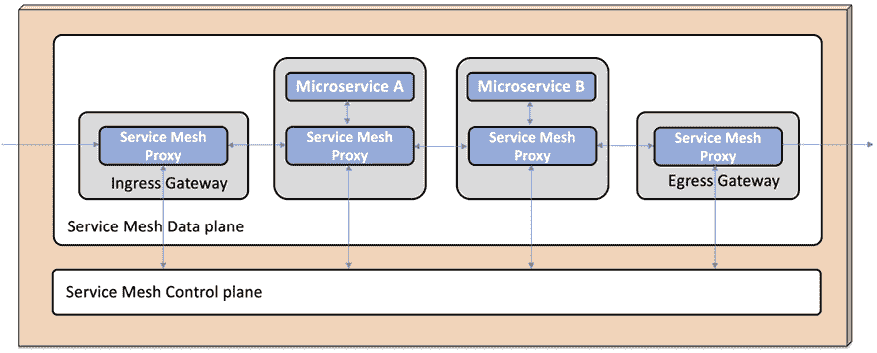 Microservice A
Microservice B
Service Mesh
Proxy
Service Mesh
Proxy
Service Mesh
Proxy
Service Mesh
Proxy
Ingress Gateway
Egress Gateway
Service Mesh Data plane
Service Mesh Control plane